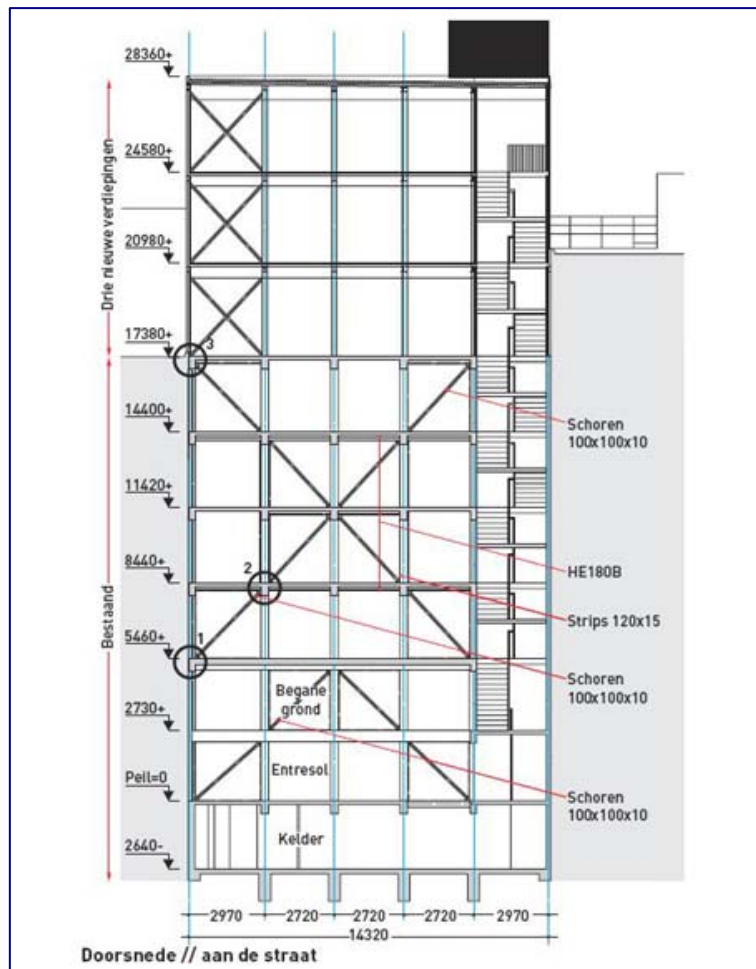 28360+
24580+
20980+
17380+
14400+
11420+
8440+
5460+
2730+
Peil=0
2640-
Drie nieuwe verdiepingen
Bestaand
3
2
1
Schoren
100x100x10
HE180B
Strips 120x15
Schoren
100x100x10
Schoren
100x100x10
Begane
grond
Entresol
Kelder
2970 2720 2720 2720 2970
14320
Doorsnede // aan de straat